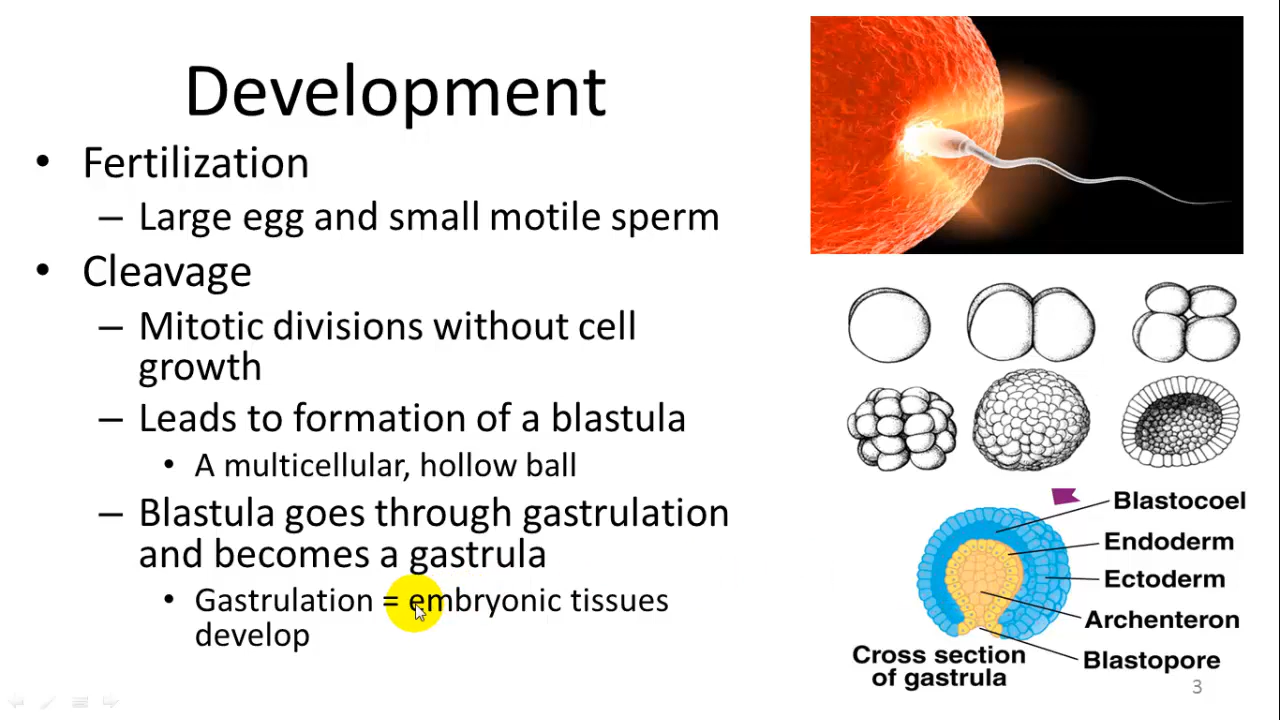 Development
• Fertilization
– Large egg and small motile sperm
• Cleavage
– Mitotic divisions without cell
growth
– Leads to formation of a blastula
• A multicellular, hollow ball
– Blastula goes through gastrulation
and becomes a gastrula
• Gastrulation = embryonic tissues
develop
Blastocoel
Endoderm
Ectoderm
Archenteron
Blastopore
Cross section
of gastrula
3